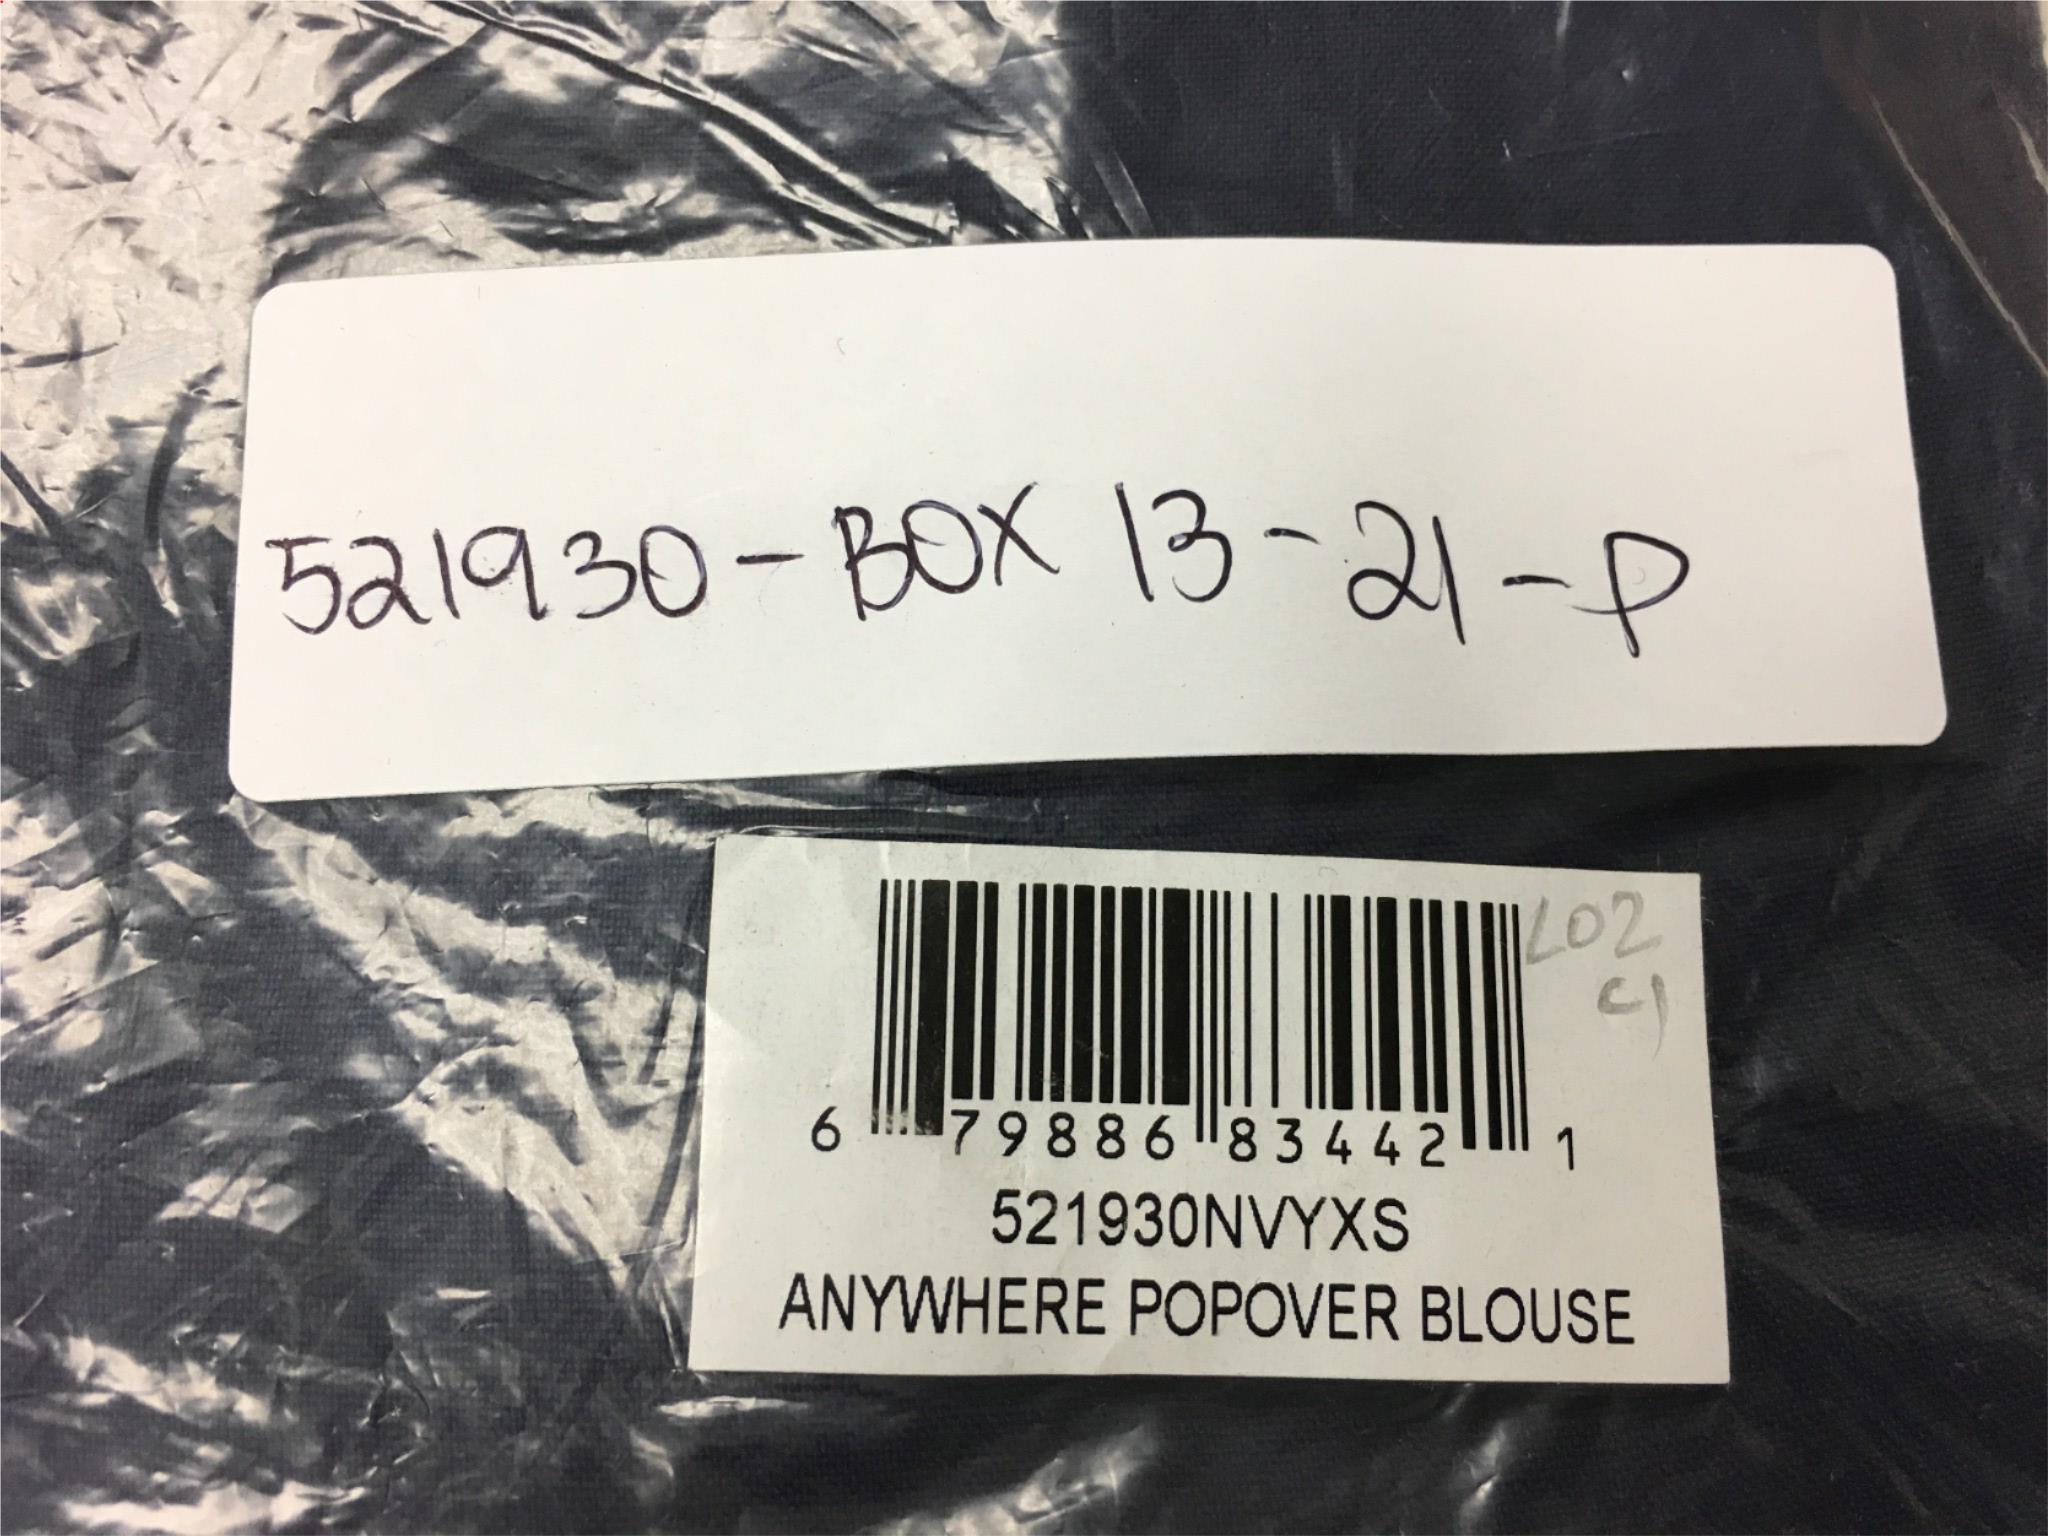 521930-BOX 13-21-P
L02
C1
6 79886 83442 1
521930NVYXS
ANYWHERE POPOVER BLOUSE